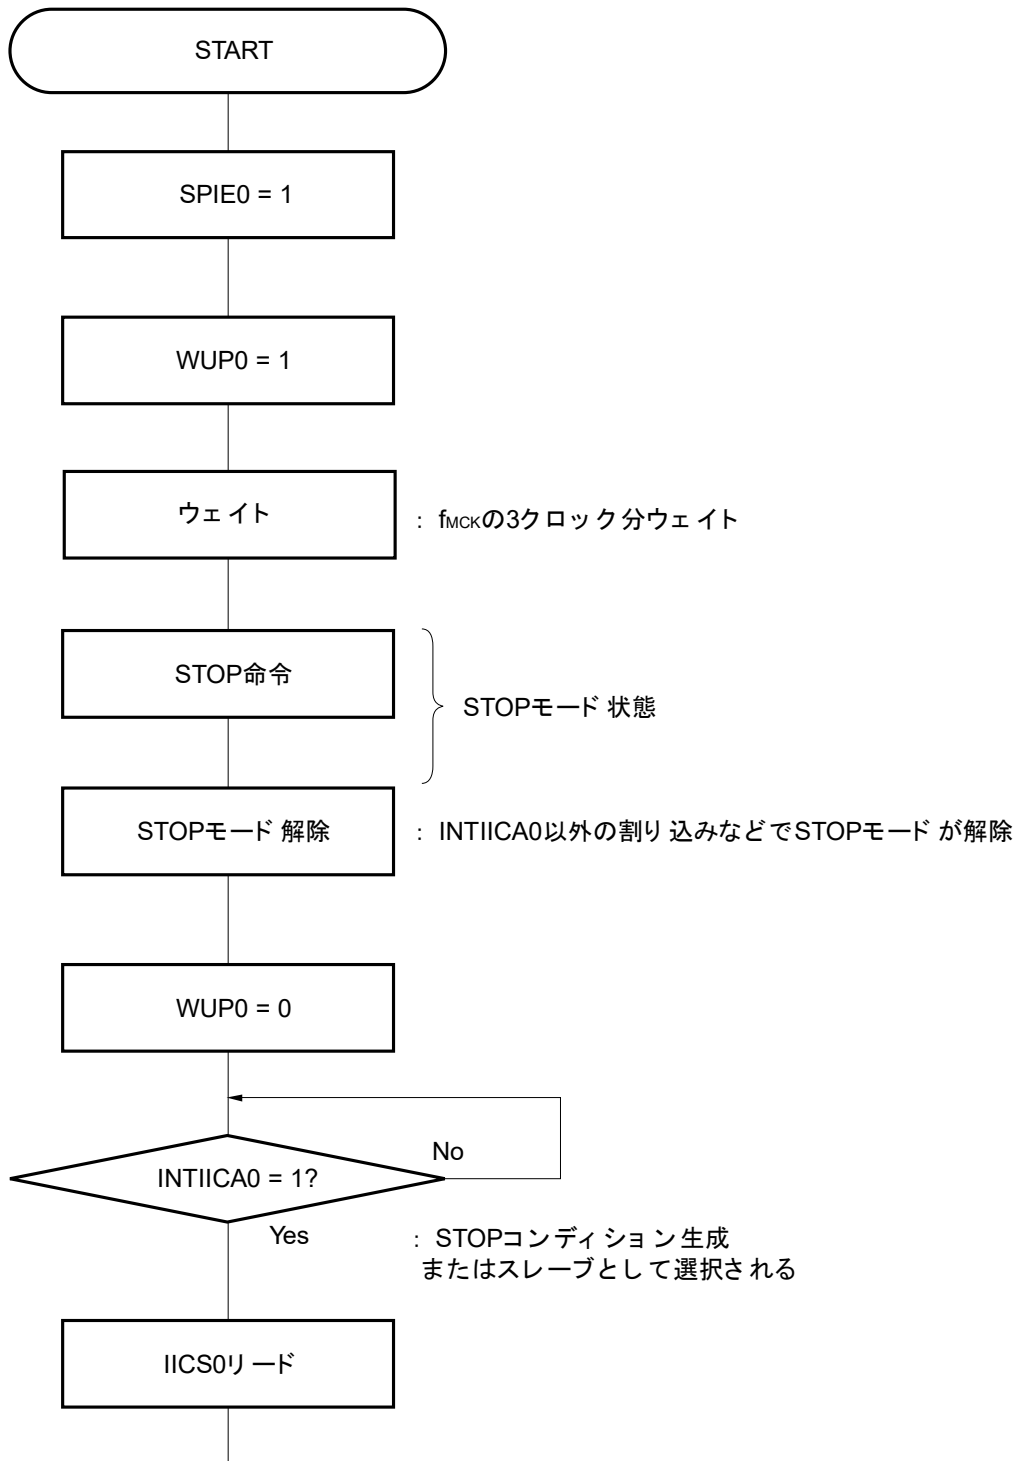 START
SPIE0 = 1
WUP0 = 1
ウェイト
: fMCKの3クロック分ウェイト
STOP命令
STOPモード状態
STOPモード解除
: INTIICA0以外の割り込みなどでSTOPモードが解除
WUP0 = 0
No
INTIICA0 = 1?
Yes
: STOPコンディション生成
またはスレーブとして選択される
IICS0リード